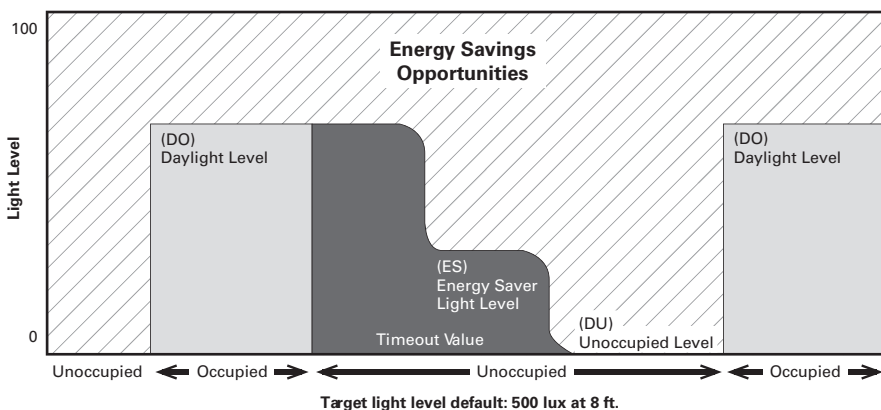 100
Energy Savings
Opportunities
(DO)
Daylight Level
(DO)
Daylight Level
Light Level
(ES)
Energy Saver
Light Level
(DU)
Unoccupied Level
Timeout Value
0
Unoccupied
Occupied
Unoccupied
Occupied
Target light level default: 500 lux at 8 ft.